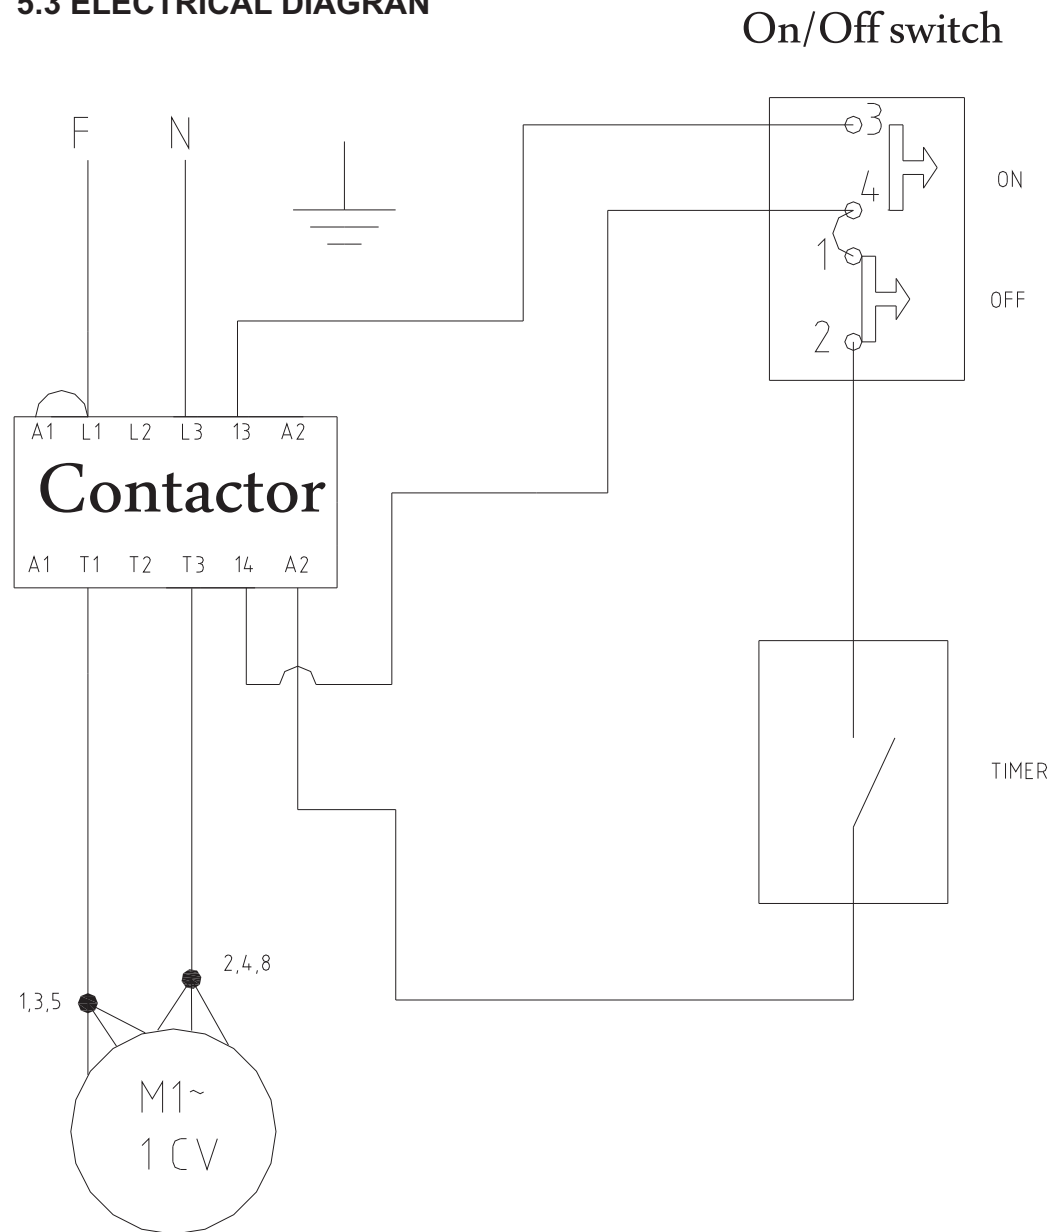 5.3 ELECTRICAL DIAGRAN
On/Off switch
F N
3
ON
4
1
OFF
2
A1 L1 L2 L3 13 A2
Contactor
A1 T1 T2 T3 14 A2
TIMER
2,4,8
1,3,5
M1~
1 CV